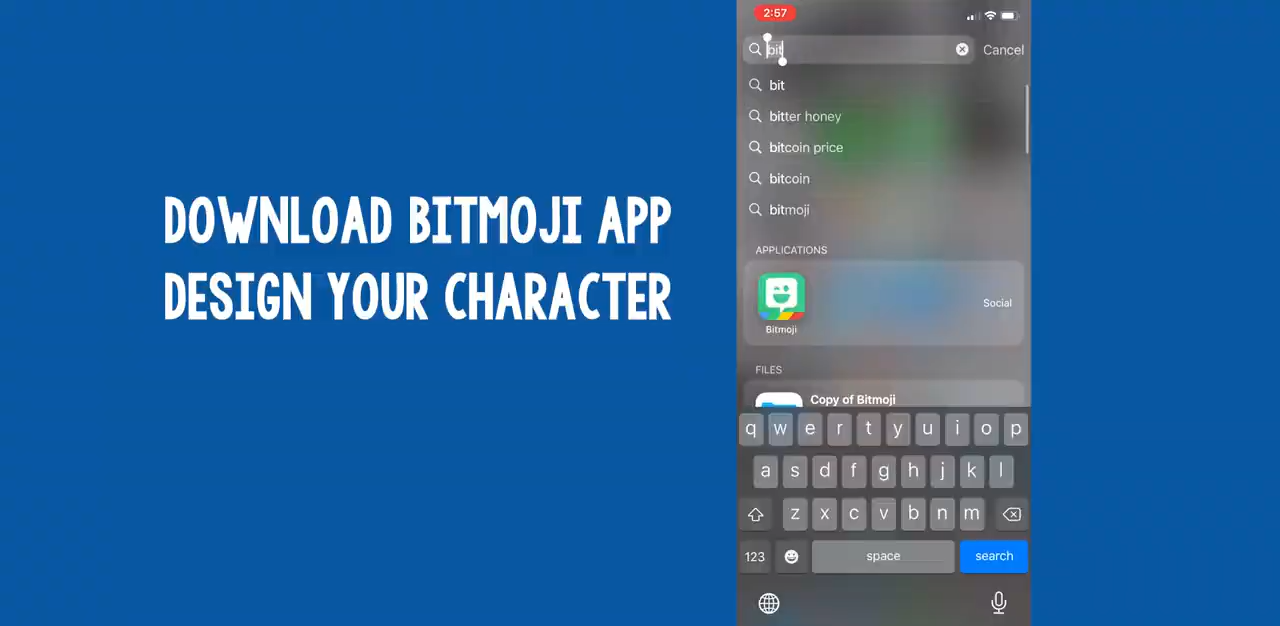 DOWNLOAD BITMOJI APP
DESIGN YOUR CHARACTER
2:57
bit
Cancel
bit
bitter honey
bitcoin price
bitcoin
bitmoji
APPLICATIONS
Social
Bitmoji
FILES
Copy of Bitmoji
q w e r t y u i o p
a s d f g h j k l
z x c v b n m
123 space search